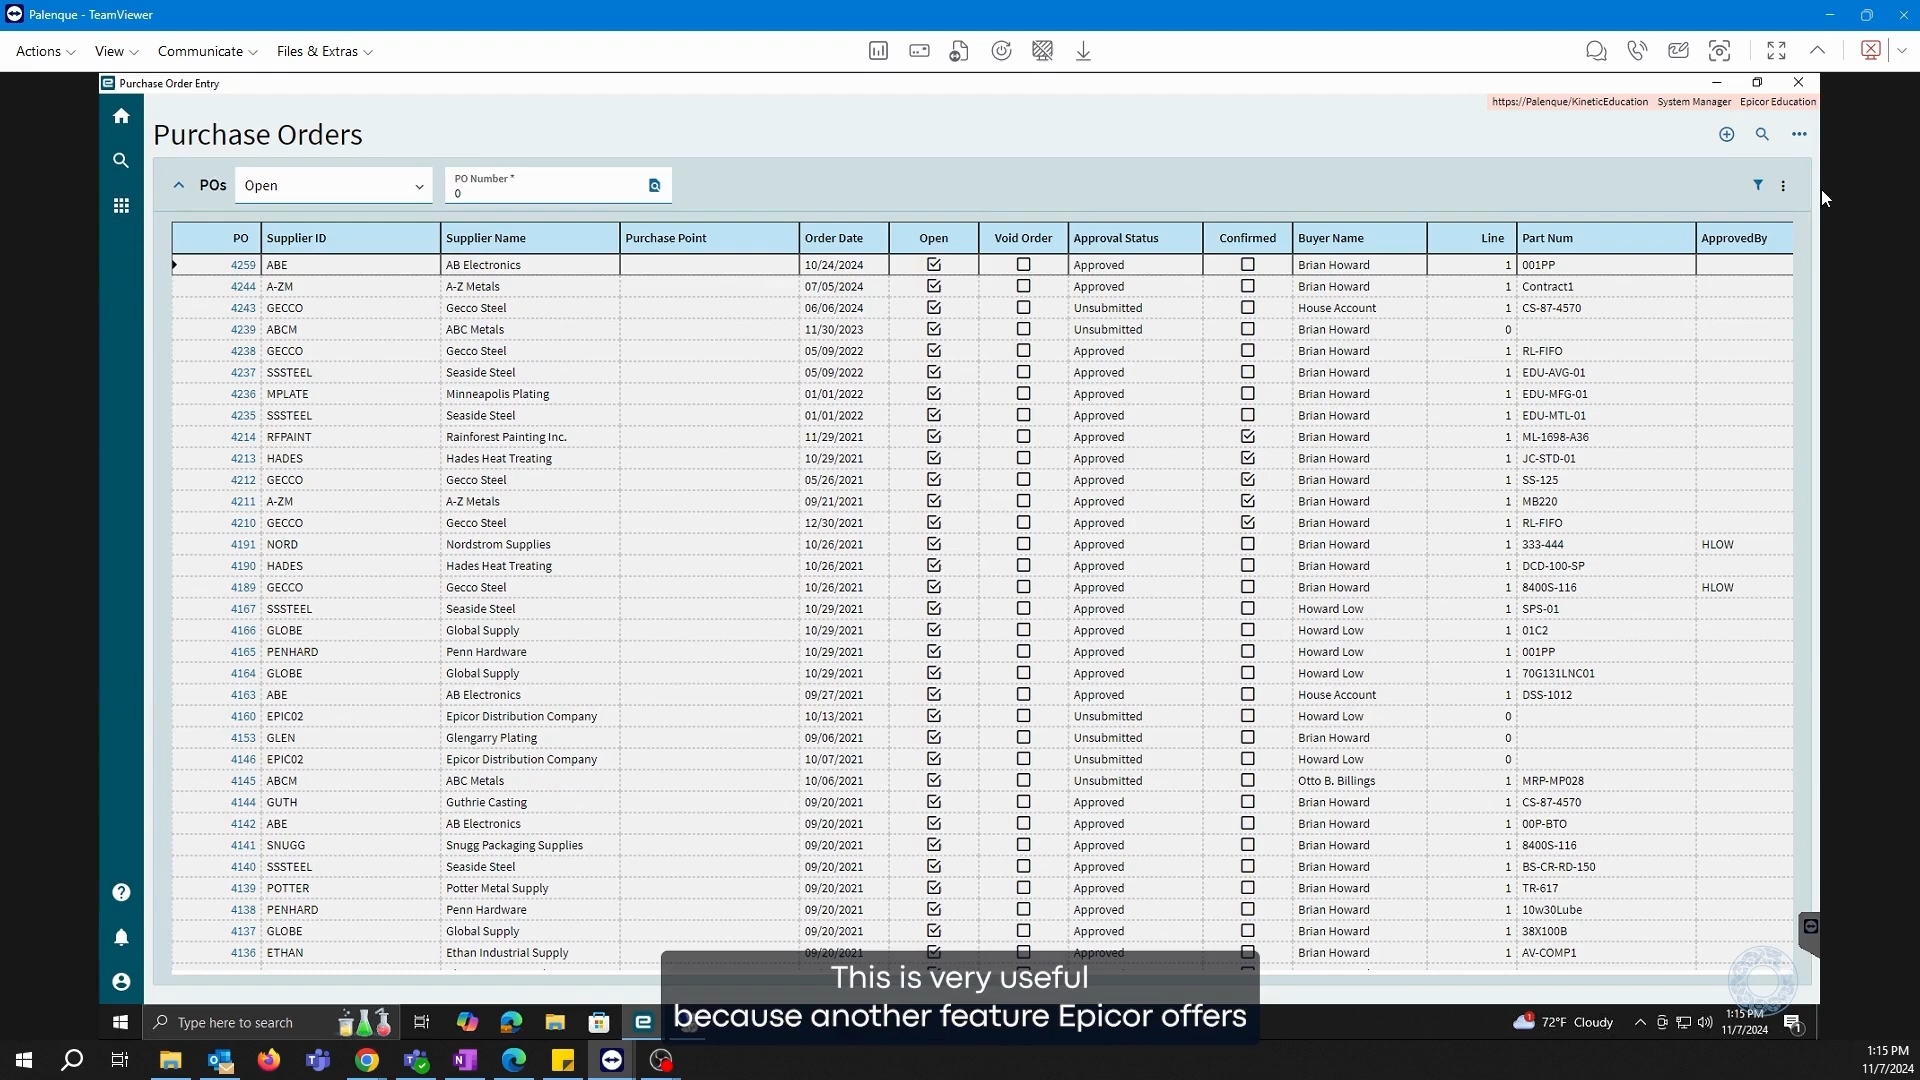 Palenque - TeamViewer
Actions View Communicate Files & Extras
Purchase Order Entry
https://Palenque/KineticEducation System Manager Epicor Education
Purchase Orders
POs Open PO Number * 0
PO Supplier ID Supplier Name Purchase Point Order Date Open Void Order Approval Status Confirmed Buyer Name Line Part Num ApprovedBy
4259 ABE AB Electronics 10/24/2024 Approved Brian Howard 1 001PP
4244 A-ZM A-Z Metals 07/05/2024 Approved Brian Howard 1 Contract1
4243 GECCO Gecco Steel 06/06/2024 Unsubmitted House Account 1 CS-87-4570
4239 ABCM ABC Metals 11/30/2023 Unsubmitted Brian Howard 0
4238 GECCO Gecco Steel 05/09/2022 Approved Brian Howard 1 RL-FIFO
4237 SSSTEEL Seaside Steel 05/09/2022 Approved Brian Howard 1 EDU-AVG-01
4236 MPLATE Minneapolis Plating 01/01/2022 Approved Brian Howard 1 EDU-MFG-01
4235 SSSTEEL Seaside Steel 01/01/2022 Approved Brian Howard 1 EDU-MTL-01
4214 RFPAINT Rainforest Painting Inc. 11/29/2021 Approved Brian Howard 1 ML-1698-A36
4213 HADES Hades Heat Treating 10/29/2021 Approved Brian Howard 1 JC-STD-01
4212 GECCO Gecco Steel 05/26/2021 Approved Brian Howard 1 SS-125
4211 A-ZM A-Z Metals 09/21/2021 Approved Brian Howard 1 MB220
4210 GECCO Gecco Steel 12/30/2021 Approved Brian Howard 1 RL-FIFO
4191 NORD Nordstrom Supplies 10/26/2021 Approved Brian Howard 1 333-444 HLOW
4190 HADES Hades Heat Treating 10/26/2021 Approved Brian Howard 1 DCD-100-SP
4189 GECCO Gecco Steel 10/26/2021 Approved Brian Howard 1 8400S-116 HLOW
4167 SSSTEEL Seaside Steel 10/29/2021 Approved Howard Low 1 SPS-01
4166 GLOBE Global Supply 10/29/2021 Approved Howard Low 1 01C2
4165 PENHARD Penn Hardware 10/29/2021 Approved Howard Low 1 001PP
4164 GLOBE Global Supply 10/29/2021 Approved Howard Low 1 70G131LNC01
4163 ABE AB Electronics 09/27/2021 Approved House Account 1 DSS-1012
4160 EPIC02 Epicor Distribution Company 10/13/2021 Unsubmitted Howard Low 0
4153 GLEN Glengarry Plating 09/06/2021 Unsubmitted Brian Howard 0
4146 EPIC02 Epicor Distribution Company 10/07/2021 Unsubmitted Howard Low 0
4145 ABCM ABC Metals 10/06/2021 Unsubmitted Otto B. Billings 1 MRP-MP028
4144 GUTH Guthrie Casting 09/20/2021 Approved Brian Howard 1 CS-87-4570
4142 ABE AB Electronics 09/20/2021 Approved Brian Howard 1 00P-BTO
4141 SNUGG Snugg Packaging Supplies 09/20/2021 Approved Brian Howard 1 8400S-116
4140 SSSTEEL Seaside Steel 09/20/2021 Approved Brian Howard 1 BS-CR-RD-150
4139 POTTER Potter Metal Supply 09/20/2021 Approved Brian Howard 1 TR-617
4138 PENHARD Penn Hardware 09/20/2021 Approved Brian Howard 1 10w30Lube
4137 GLOBE Global Supply 09/20/2021 Approved Brian Howard 1 38X100B
4136 ETHAN Ethan Industrial Supply 09/20/2021 Approved Brian Howard 1 AV-COMP1
This is very useful
because another feature Epicor offers
Type here to search
72°F Cloudy
1:15 PM
11/7/2024
1:15 PM
11/7/2024